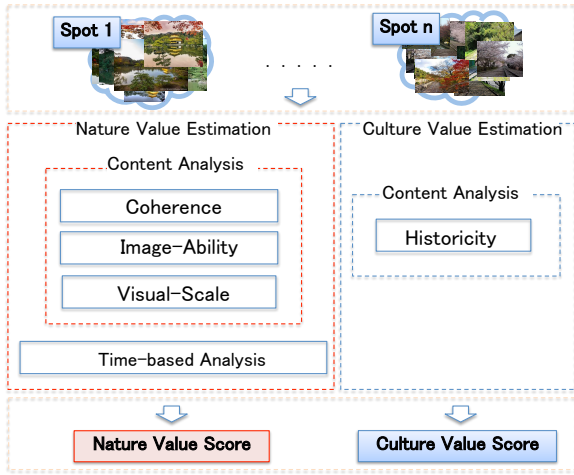 Spot 1
Spot n
. . . . .
Nature Value Estimation
Culture Value Estimation
Content Analysis
Content Analysis
Coherence
Historicity
Image-Ability
Visual-Scale
Time-based Analysis
Nature Value Score
Culture Value Score